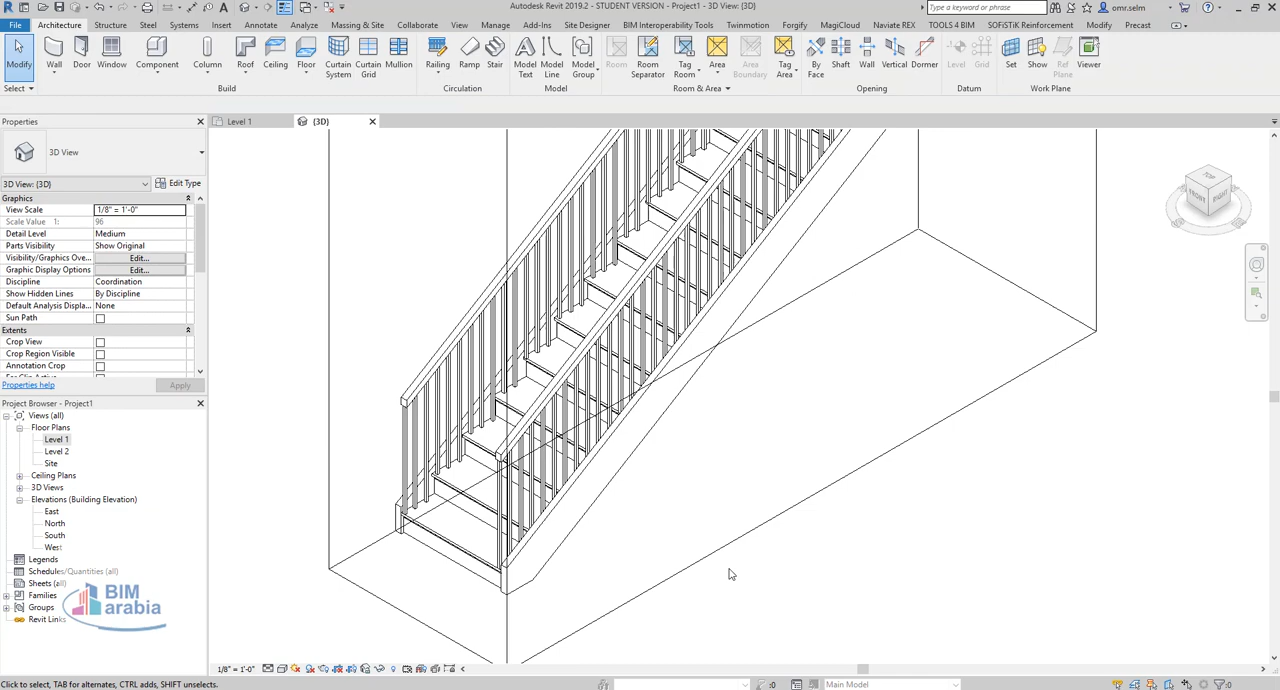 Autodesk Revit 2019.2 - STUDENT VERSION - Project1 - 3D View: {3D}
Type a keyword or phrase
omr.selm
File Architecture Structure Steel Systems Insert Annotate Analyze Massing & Site Collaborate View Manage Add-Ins Site Designer BIM Interoperability Tools Twinmotion Forgify MagiCloud Naviate REX TOOLS 4 BIM SOFiSTiK Reinforcement Modify Precast
Modify Wall Door Window Component Column Roof Ceiling Floor Curtain System Curtain Grid Mullion Railing Ramp Stair Model Text Model Line Model Group Room Room Separator Tag Room Area Area Boundary Tag Area By Face Shaft Wall Vertical Dormer Level Grid Set Show Ref Plane Viewer
Select Build Circulation Model Room & Area Opening Datum Work Plane
Properties
Level 1
{3D}
3D View
3D View: {3D}
Edit Type
Graphics
View Scale 1/8" = 1'-0"
Scale Value 1: 96
Detail Level Medium
Parts Visibility Show Original
Visibility/Graphics Ove... Edit...
Graphic Display Options Edit...
Discipline Coordination
Show Hidden Lines By Discipline
Default Analysis Displa... None
Sun Path
Extents
Crop View
Crop Region Visible
Annotation Crop
Properties help
Apply
Project Browser - Project1
Views (all)
Floor Plans
Level 1
Level 2
Site
Ceiling Plans
3D Views
Elevations (Building Elevation)
East
North
South
West
Legends
Schedules/Quantities (all)
Sheets (all)
Families
Groups
Revit Links
BIM
arabia
TOP
FRONT
RIGHT
1/8" = 1'-0"
Click to select, TAB for alternates, CTRL adds, SHIFT unselects.
:0
Main Model
:0